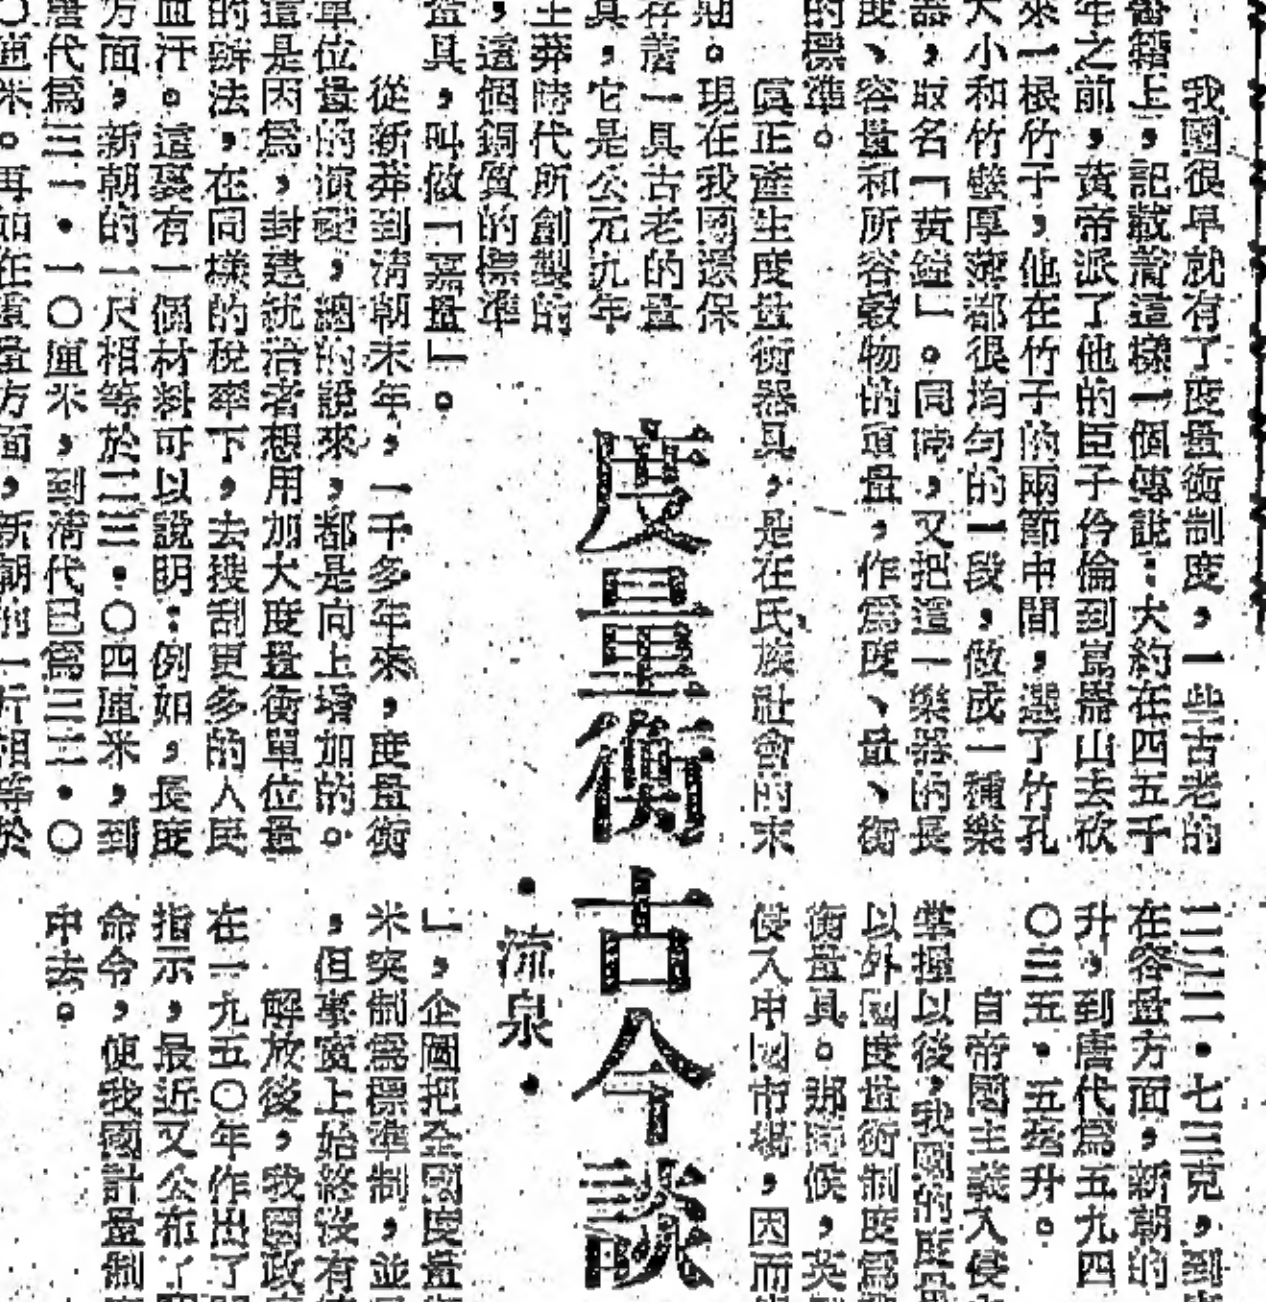 度量衡古今談
・流泉・
我國很早就有了度量衡制度，一些古老的
書籍上，記載着這樣一個傳說：大約在四五千
年之前，黃帝派了他的臣子伶倫到崑崙山去砍
來一根竹子，他在竹子的兩節中間，選了竹孔
大小和竹壁厚薄都很均勻的一段，做成一種樂
器，取名「黃鐘」。同時，又把這一樂器的長
度、容量和所容穀物的重量，作爲度、量、衡
的標準。
眞正產生度量衡器具，是在氏族社會的末
期。現在我國還保
存着一具古老的量
具，它是公元九年
王莽時代所創製的
，這個銅質的標準
量具，叫做「嘉量」。
從新莽到清朝末年，一千多年來，度量衡
單位量的演變，總的說來，都是向上增加的。
這是因爲，封建統治者想用加大度量衡單位量
的辦法，在同樣的稅率下，去搜刮更多的人民
血汗。這裏有一個材料可以說明：例如，長度
方面，新朝的一尺相等於二三・〇四厘米，到
唐代爲三一・一〇厘米，到清代已爲三二・〇
〇厘米。再如在重量方面，新朝的一斤相等於
二二二・七三克，到
在容量方面，新朝的
升，到唐代爲五九四
〇三五・五毫升。
自帝國主義入侵
掌握以後，我國的度量
以外國度量衡制度爲
衡量具。那時候，英
侵入中國市場，因而
」，企圖把全國度量
米突制爲標準制，並
，但事實上始終沒有
解放後，我國政
在一九五〇年作出了
指示，最近又公布了
命令，使我國計量制
中去。